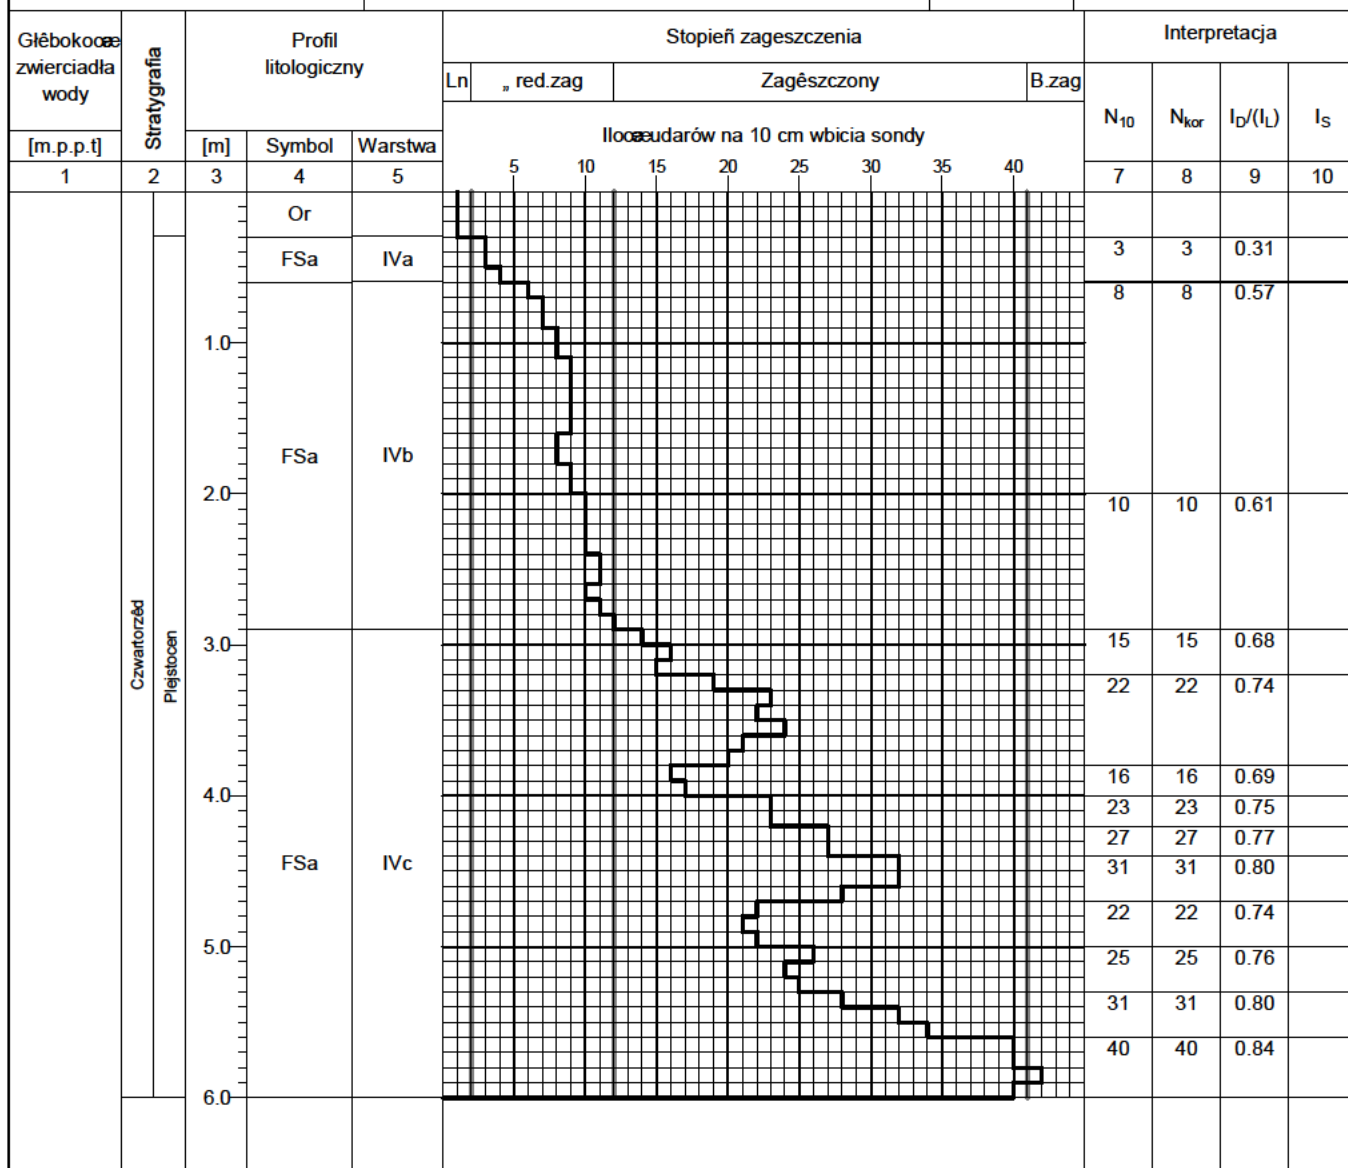 Głêbokoœæ
zwierciadła
wody
[m.p.p.t]
1
Stratygrafia
2
Profil
litologiczny
[m] Symbol Warstwa
3 4 5
Stopień zageszczenia
Ln „ red.zag Zagêszczony B.zag
Iloœæ udarów na 10 cm wbicia sondy
5 10 15 20 25 30 35 40
Interpretacja
N10 Nkor ID/(IL) IS
7 8 9 10
Or
FSa IVa
3 3 0.31
8 8 0.57
1.0
FSa IVb
2.0
10 10 0.61
Czwartorzêd
Plejstocen
3.0
15 15 0.68
22 22 0.74
16 16 0.69
4.0
23 23 0.75
27 27 0.77
FSa IVc
31 31 0.80
22 22 0.74
5.0
25 25 0.76
31 31 0.80
40 40 0.84
6.0